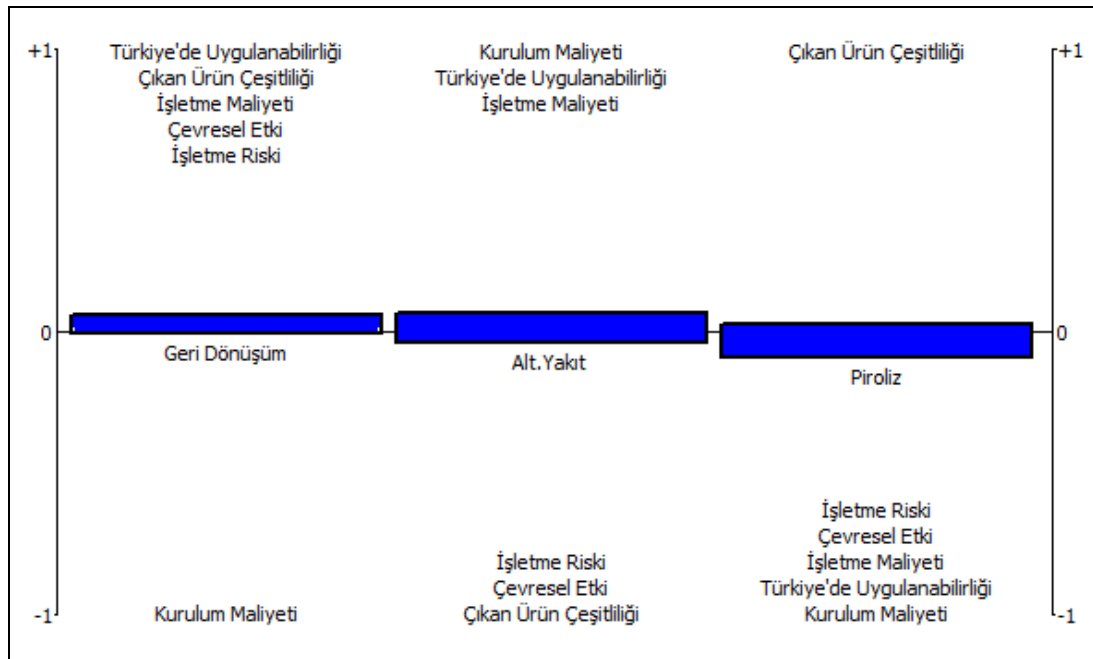 +1
Türkiye'de Uygulanabilirliği
Çıkan Ürün Çeşitliliği
İşletme Maliyeti
Çevresel Etki
İşletme Riski
Kurulum Maliyeti
Türkiye'de Uygulanabilirliği
İşletme Maliyeti
Çıkan Ürün Çeşitliliği
+1
0
Geri Dönüşüm
Alt.Yakıt
Piroliz
0
-1
Kurulum Maliyeti
İşletme Riski
Çevresel Etki
Çıkan Ürün Çeşitliliği
İşletme Riski
Çevresel Etki
İşletme Maliyeti
Türkiye'de Uygulanabilirliği
Kurulum Maliyeti
-1